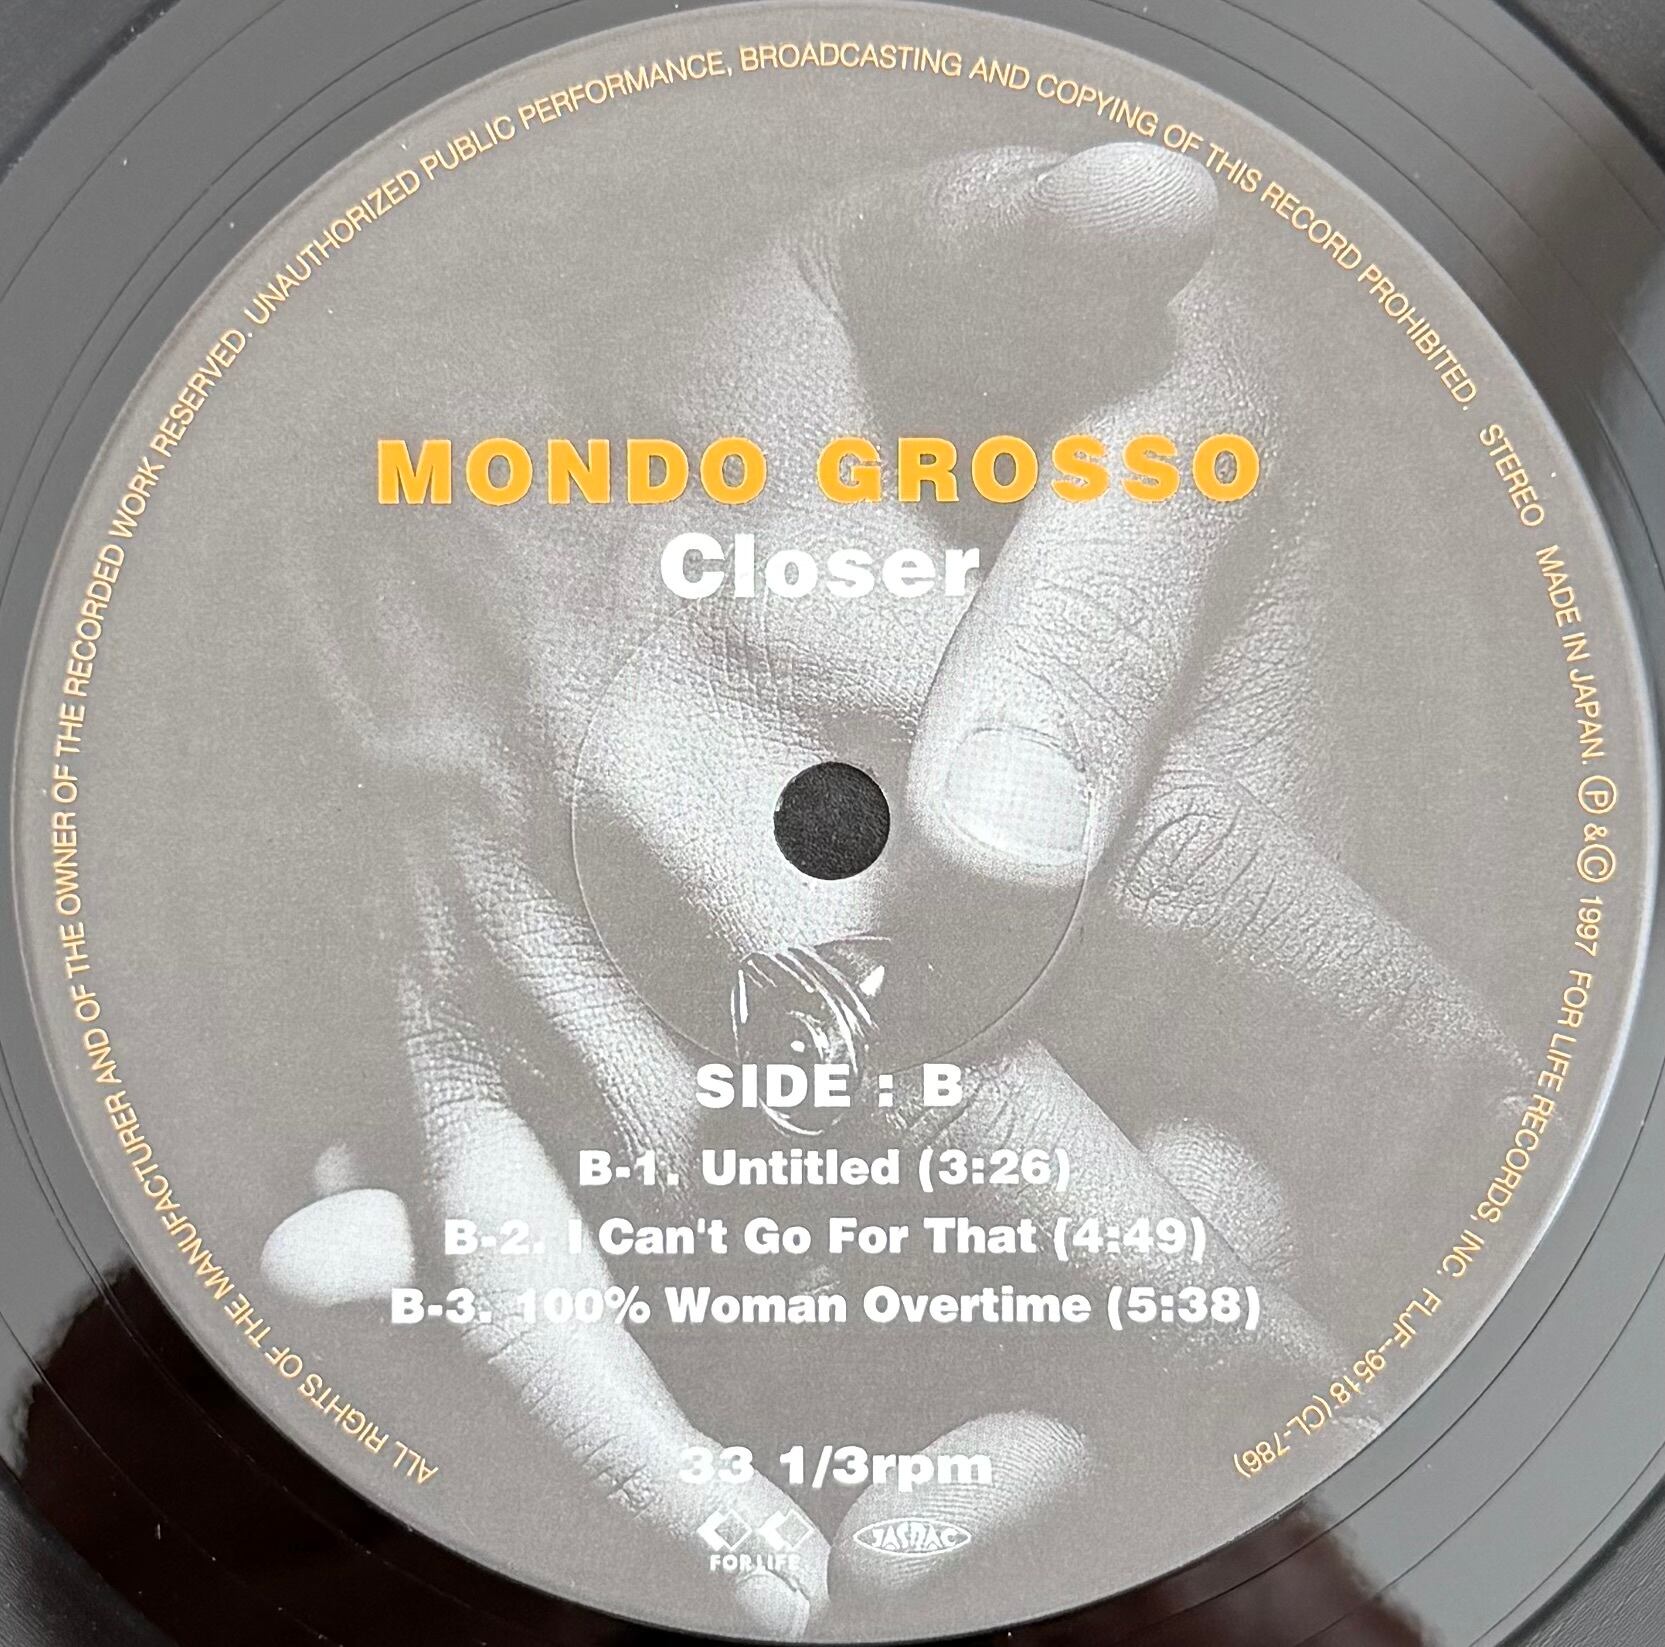 ALL RIGHTS OF THE MANUFACTURER AND OF THE OWNER OF THE RECORDED WORK RESERVED. UNAUTHORIZED PUBLIC PERFORMANCE, BROADCASTING AND COPYING OF THIS RECORD PROHIBITED. STEREO MADE IN JAPAN. Ⓟ & © 1997 FOR LIFE RECORDS, INC. FLJF-9518 (CL-786)
MONDO GROSSO
Closer
SIDE : B
B-1. Untitled (3:26)
B-2. I Can't Go For That (4:49)
B-3. 100% Woman Overtime (5:38)
33 1/3rpm
FOR LIFE
JASRAC